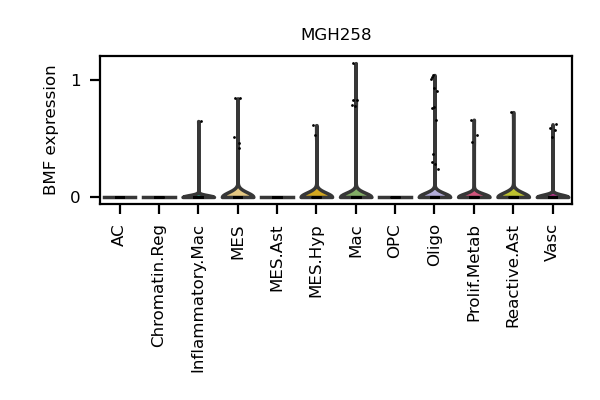 MGH258
BMF expression
1
0
AC
Chromatin.Reg
Inflammatory.Mac
MES
MES.Ast
MES.Hyp
Mac
OPC
Oligo
Prolif.Metab
Reactive.Ast
Vasc